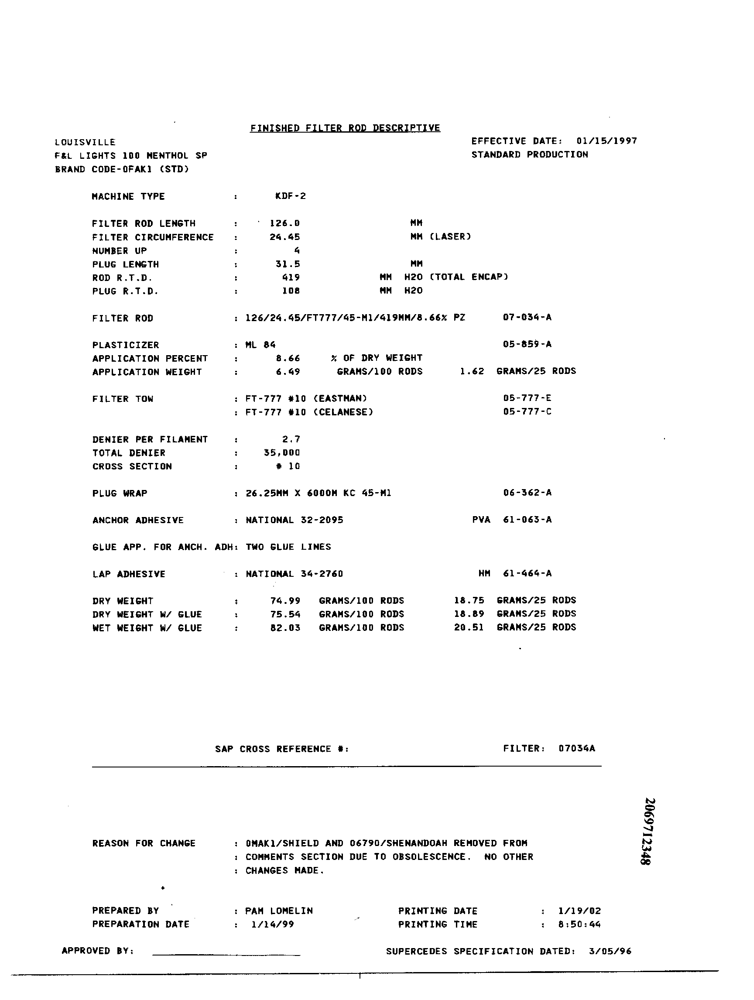 FINISHED FILTER ROD DESCRIPTIVE
LOUISVILLE EFFECTIVE DATE: 01/15/1997
F&L LIGHTS 100 MENTHOL SP STANDARD PRODUCTION
BRAND CODE-OFAK1 (STD)
MACHINE TYPE : KDF-2
FILTER ROD LENGTH : 126.0 MM
FILTER CIRCUMFERENCE : 24.45 MM (LASER)
NUMBER UP : 4
PLUG LENGTH : 31.5 MM
ROD R.T.D. : 419 MM H2O (TOTAL ENCAP)
PLUG R.T.D. : 108 MM H2O
FILTER ROD : 126/24.45/FT777/45-M1/419MM/8.66% PZ 07-034-A
PLASTICIZER : ML 84 05-859-A
APPLICATION PERCENT : 8.66 % OF DRY WEIGHT
APPLICATION WEIGHT : 6.49 GRAMS/100 RODS 1.62 GRAMS/25 RODS
FILTER TOW : FT-777 #10 (EASTMAN) 05-777-E
: FT-777 #10 (CELANESE) 05-777-C
DENIER PER FILAMENT : 2.7
TOTAL DENIER : 35,000
CROSS SECTION : # 10
PLUG WRAP : 26.25MM X 6000M KC 45-M1 06-362-A
ANCHOR ADHESIVE : NATIONAL 32-2095 PVA 61-063-A
GLUE APP. FOR ANCH. ADH: TWO GLUE LINES
LAP ADHESIVE : NATIONAL 34-2760 HM 61-464-A
DRY WEIGHT : 74.99 GRAMS/100 RODS 18.75 GRAMS/25 RODS
DRY WEIGHT W/ GLUE : 75.54 GRAMS/100 RODS 18.89 GRAMS/25 RODS
WET WEIGHT W/ GLUE : 82.03 GRAMS/100 RODS 20.51 GRAMS/25 RODS
SAP CROSS REFERENCE #: FILTER: 07034A
2069712348
REASON FOR CHANGE : OMAK1/SHIELD AND 06790/SHENANDOAH REMOVED FROM
: COMMENTS SECTION DUE TO OBSOLESCENCE. NO OTHER
: CHANGES MADE.
PREPARED BY : PAM LOMELIN PRINTING DATE : 1/19/02
PREPARATION DATE : 1/14/99 PRINTING TIME : 8:50:44
APPROVED BY: SUPERCEDES SPECIFICATION DATED: 3/05/96